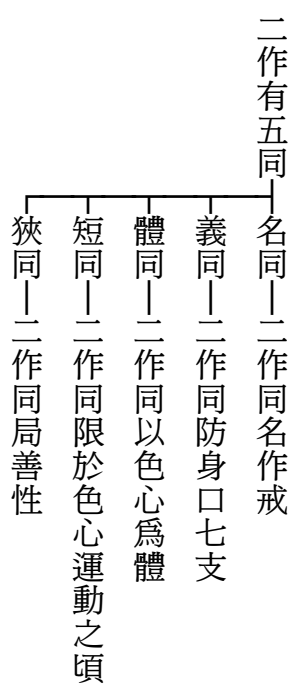 二作有五同
名同—二作同名作戒
義同—二作同防身口七支
體同—二作同以色心爲體
短同—二作同限於色心運動之頃
狹同—二作同局善性